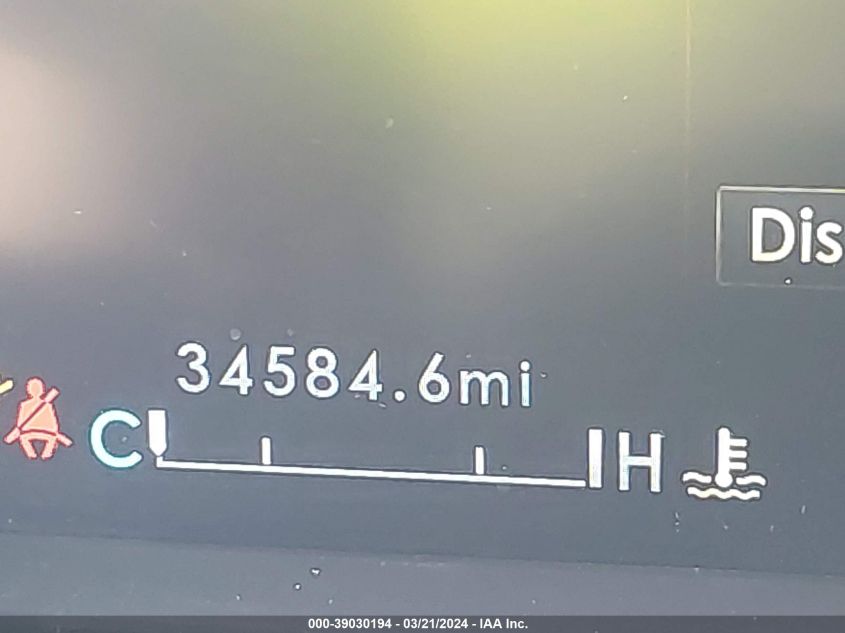 Dis
34584.6mi
C H
000-39030194 - 03/21/2024 - IAA Inc.